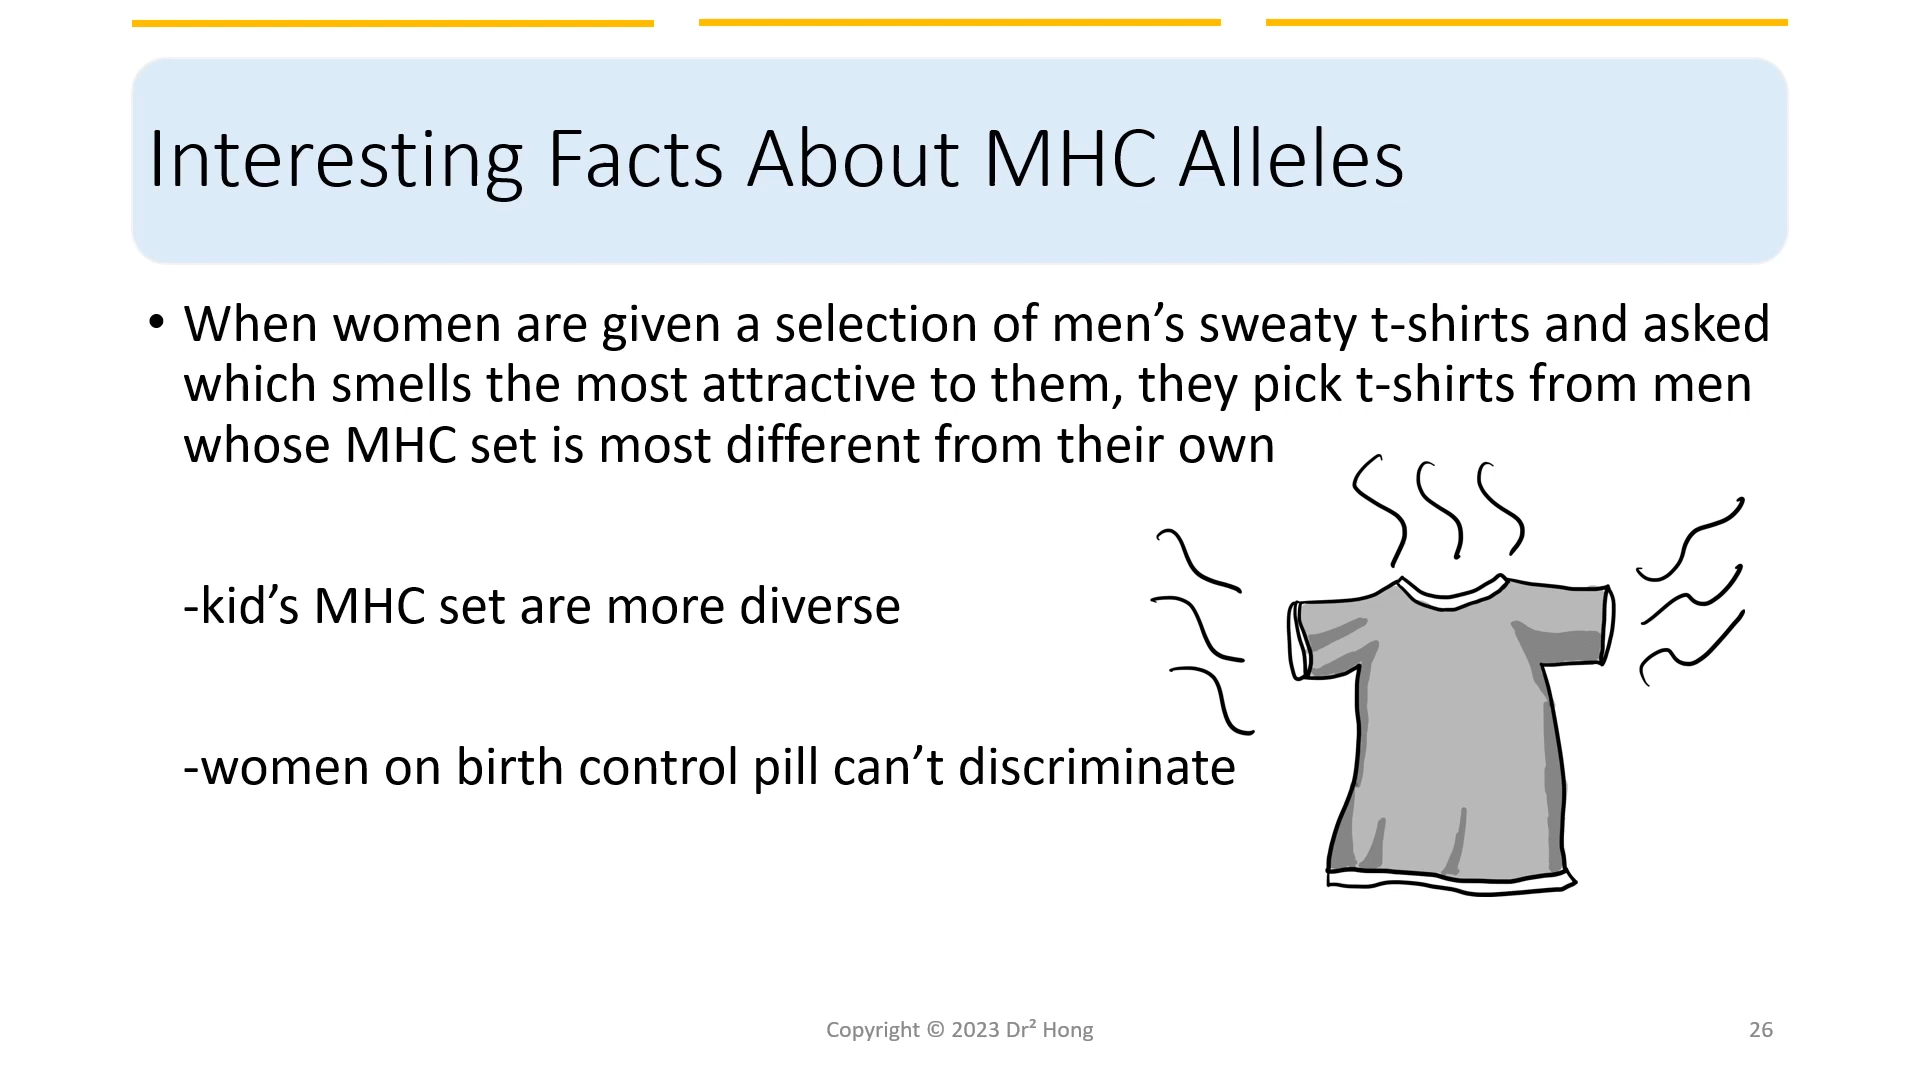 Interesting Facts About MHC Alleles
• When women are given a selection of men’s sweaty t-shirts and asked
which smells the most attractive to them, they pick t-shirts from men
whose MHC set is most different from their own
-kid’s MHC set are more diverse
-women on birth control pill can’t discriminate
Copyright © 2023 Dr² Hong
26